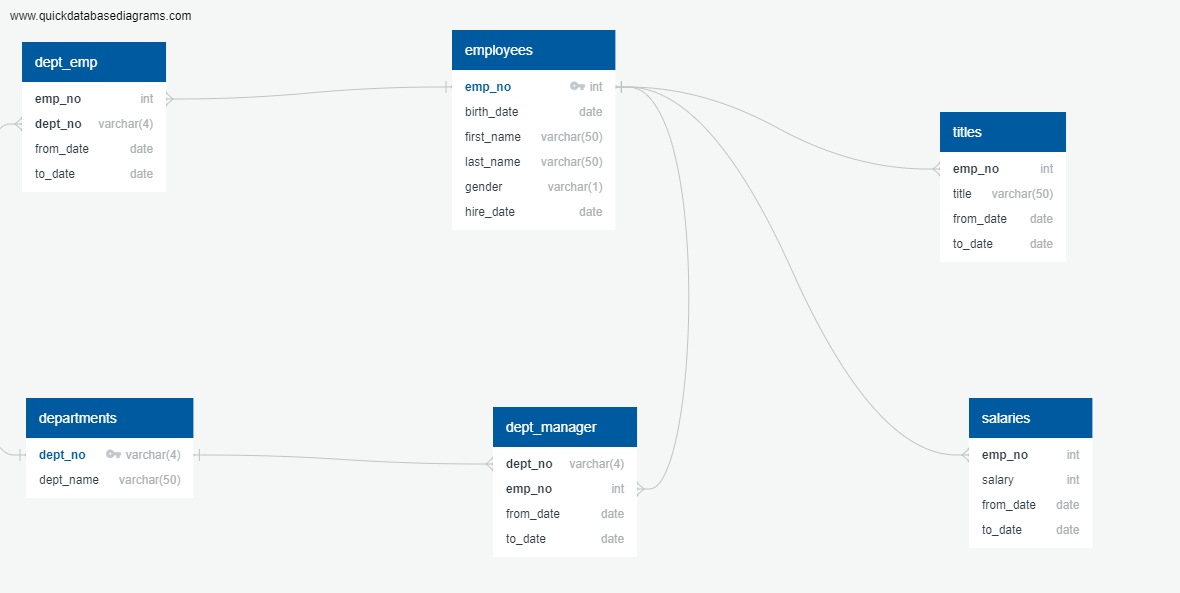 www.quickdatabasediagrams.com
dept_emp
emp_no int
dept_no varchar(4)
from_date date
to_date date
employees
emp_no int
birth_date date
first_name varchar(50)
last_name varchar(50)
gender varchar(1)
hire_date date
titles
emp_no int
title varchar(50)
from_date date
to_date date
departments
dept_no varchar(4)
dept_name varchar(50)
dept_manager
dept_no varchar(4)
emp_no int
from_date date
to_date date
salaries
emp_no int
salary int
from_date date
to_date date